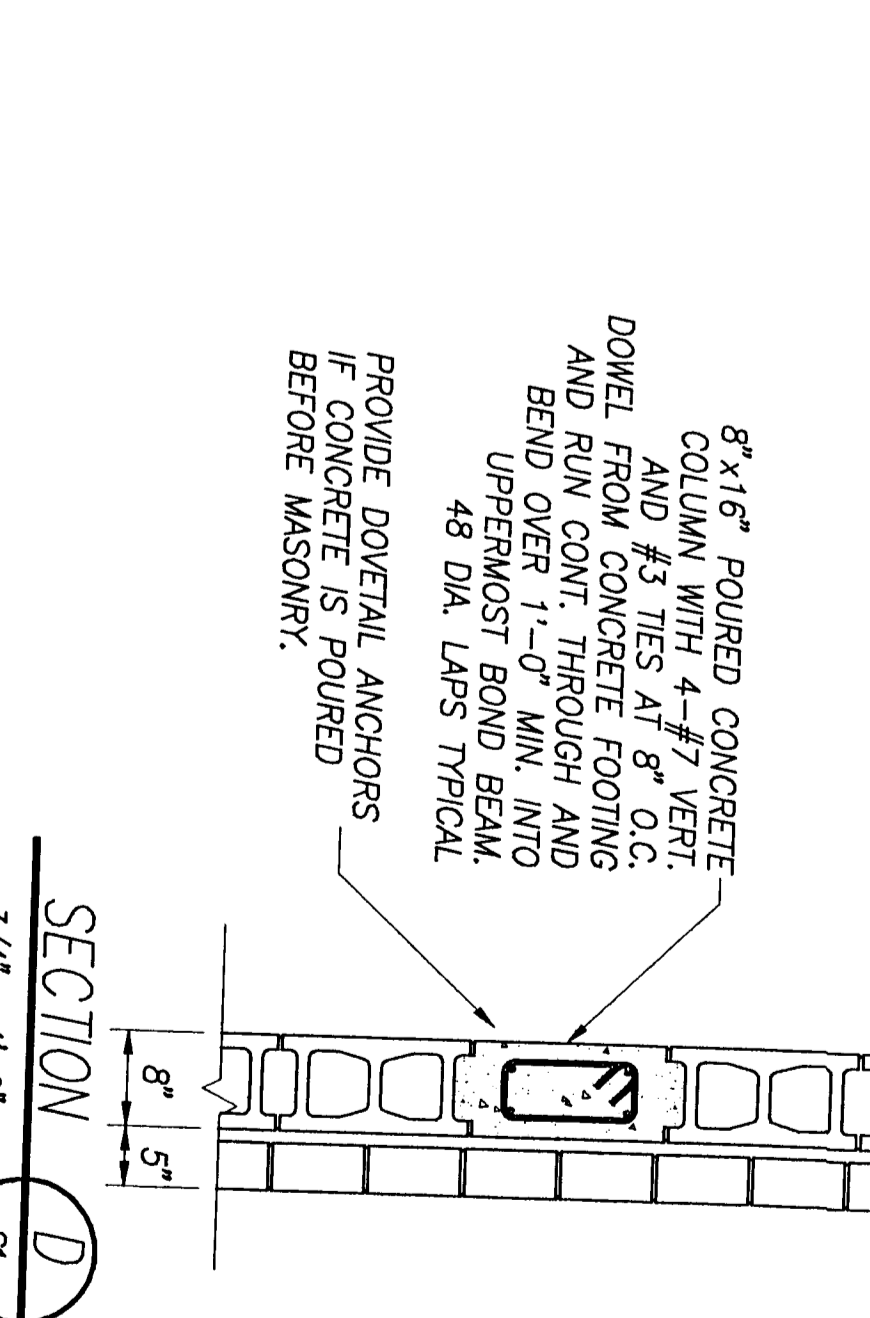 8"x16" POURED CONCRETE
COLUMN WITH 4-#7 VERT.
AND #3 TIES AT 8" O.C.
DOWEL FROM CONCRETE FOOTING
AND RUN CONT. THROUGH AND
BEND OVER 1'-0" MIN. INTO
UPPERMOST BOND BEAM.
48 DIA. LAPS TYPICAL
PROVIDE DOVETAIL ANCHORS
IF CONCRETE IS POURED
BEFORE MASONRY.
8"
5"
SECTION
D